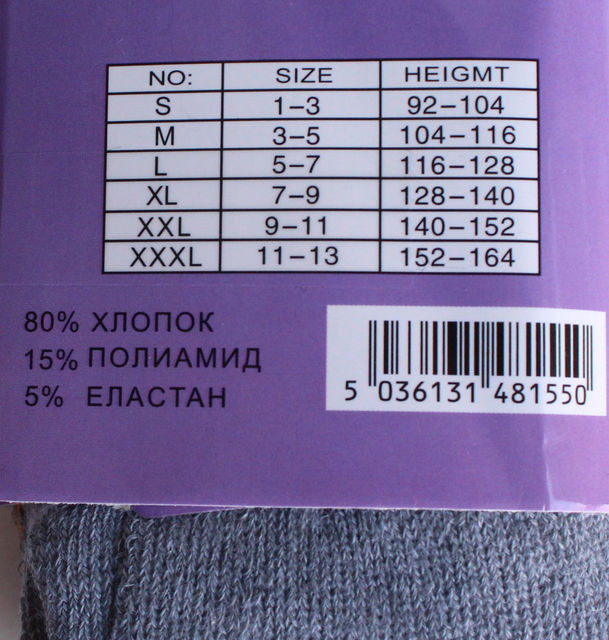 NO: SIZE HEIGMT
S 1–3 92–104
M 3–5 104–116
L 5–7 116–128
XL 7–9 128–140
XXL 9–11 140–152
XXXL 11–13 152–164
80% ХЛОПОК
15% ПОЛИАМИД
5% ЕЛАСТАН
5 036131 481550